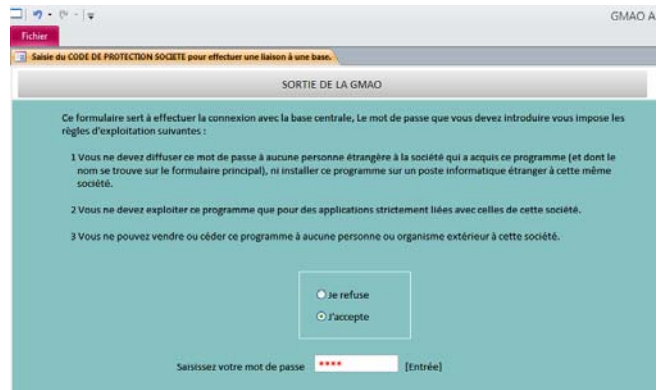 GMAO A
Fichier
Saisie du CODE DE PROTECTION SOCIETE pour effectuer une liaison à une base.
SORTIE DE LA GMAO
Ce formulaire sert à effectuer la connexion avec la base centrale, Le mot de passe que vous devez introduire vous impose les
règles d'exploitation suivantes :
1 Vous ne devez diffuser ce mot de passe à aucune personne étrangère à la société qui a acquis ce programme (et dont le
nom se trouve sur le formulaire principal), ni installer ce programme sur un poste informatique étranger à cette même
société.
2 Vous ne devez exploiter ce programme que pour des applications strictement liées avec celles de cette société.
3 Vous ne pouvez vendre ou céder ce programme à aucune personne ou organisme extérieur à cette société.
Je refuse
J'accepte
Saisissez votre mot de passe **** [Entrée]